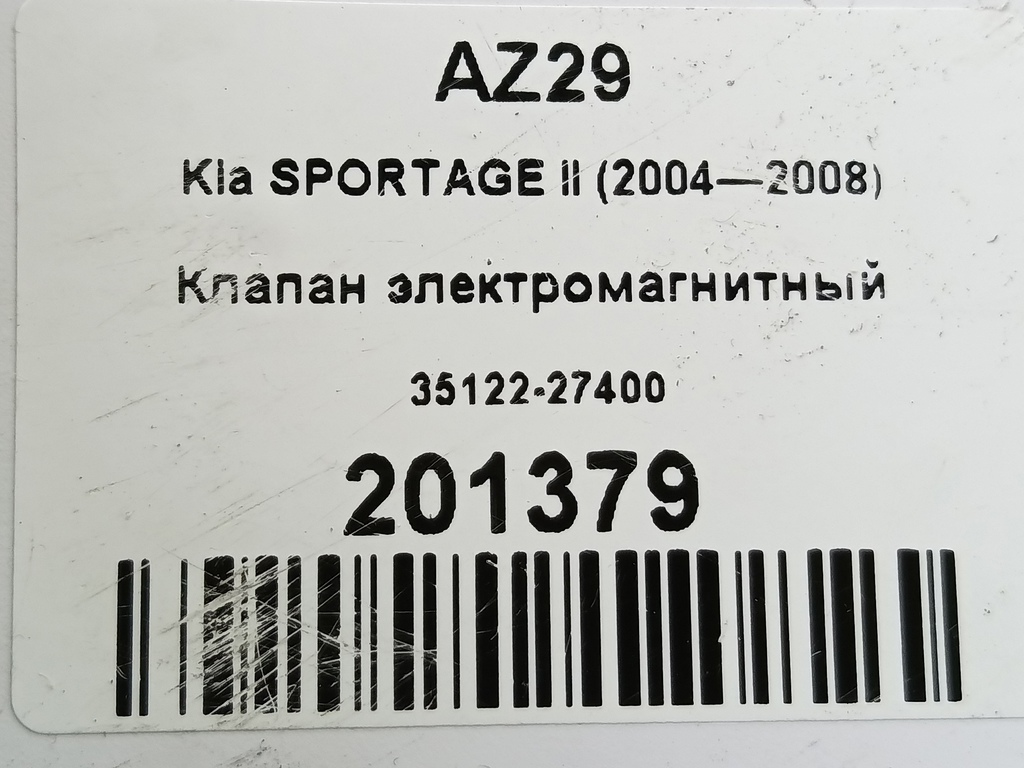 AZ29
Kia SPORTAGE II (2004—2008)
Клапан электромагнитный
35122-27400
201379